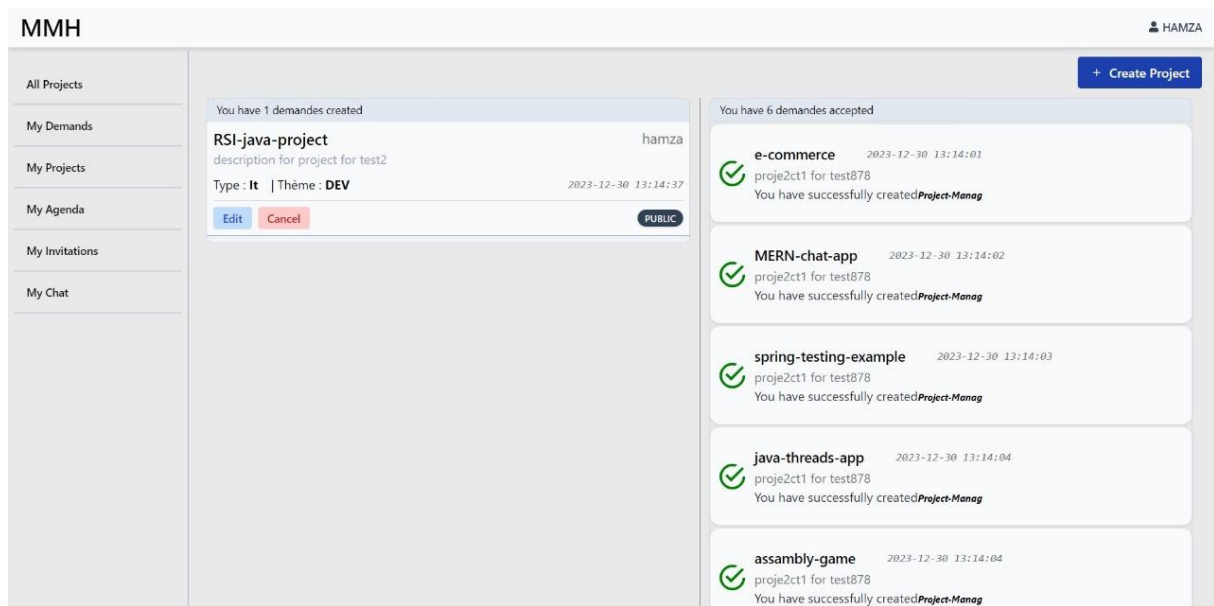 MMH
HAMZA
All Projects
My Demands
My Projects
My Agenda
My Invitations
My Chat
+ Create Project
You have 1 demandes created
RSI-java-project
hamza
description for project for test2
Type : It | Thème : DEV
2023-12-30 13:14:37
Edit Cancel
PUBLIC
You have 6 demandes accepted
e-commerce 2023-12-30 13:14:01
proje2ct1 for test878
You have successfully createdProject-Manag
MERN-chat-app 2023-12-30 13:14:02
proje2ct1 for test878
You have successfully createdProject-Manag
spring-testing-example 2023-12-30 13:14:03
proje2ct1 for test878
You have successfully createdProject-Manag
java-threads-app 2023-12-30 13:14:04
proje2ct1 for test878
You have successfully createdProject-Manag
assambly-game 2023-12-30 13:14:04
proje2ct1 for test878
You have successfully createdProject-Manag